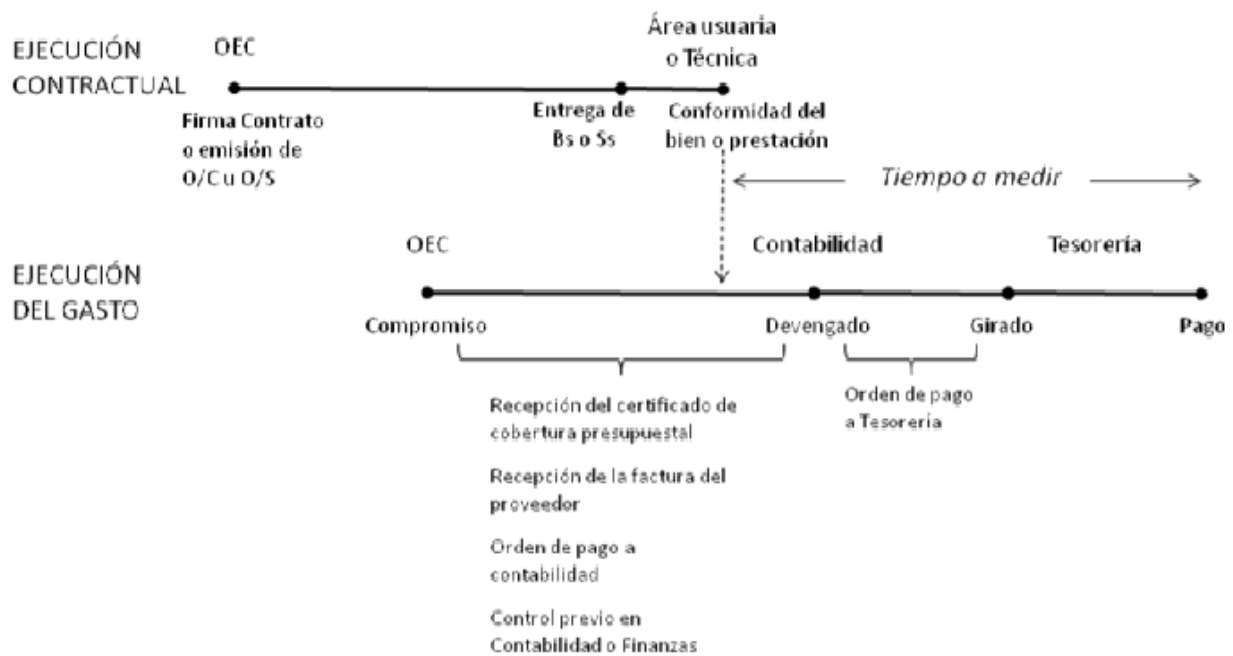 EJECUCIÓN
CONTRACTUAL
OEC
Área usuaria
o Técnica
Firma Contrato
o emisión de
O/C u O/S
Entrega de
Bs o Ss
Conformidad del
bien o prestación
Tiempo a medir
EJECUCIÓN
DEL GASTO
OEC
Contabilidad
Tesorería
Compromiso
Devengado
Girado
Pago
Recepción del certificado de
cobertura presupuestal
Recepción de la factura del
proveedor
Orden de pago a
contabilidad
Control previo en
Contabilidad o Finanzas
Orden de pago
a Tesorería